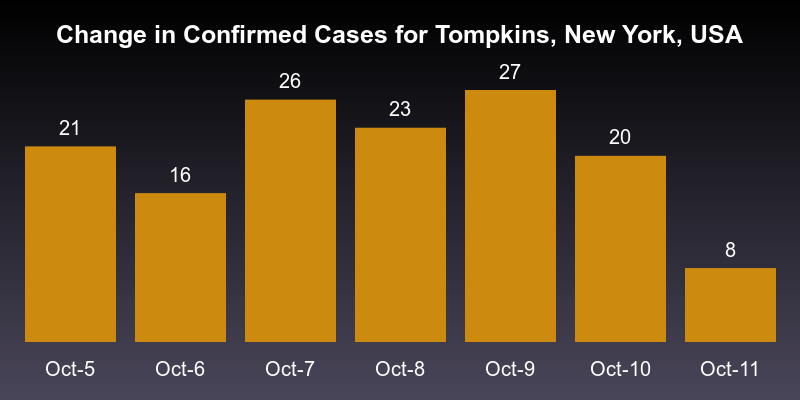 Change in Confirmed Cases for Tompkins, New York, USA
21
16
26
23
27
20
8
Oct-5
Oct-6
Oct-7
Oct-8
Oct-9
Oct-10
Oct-11